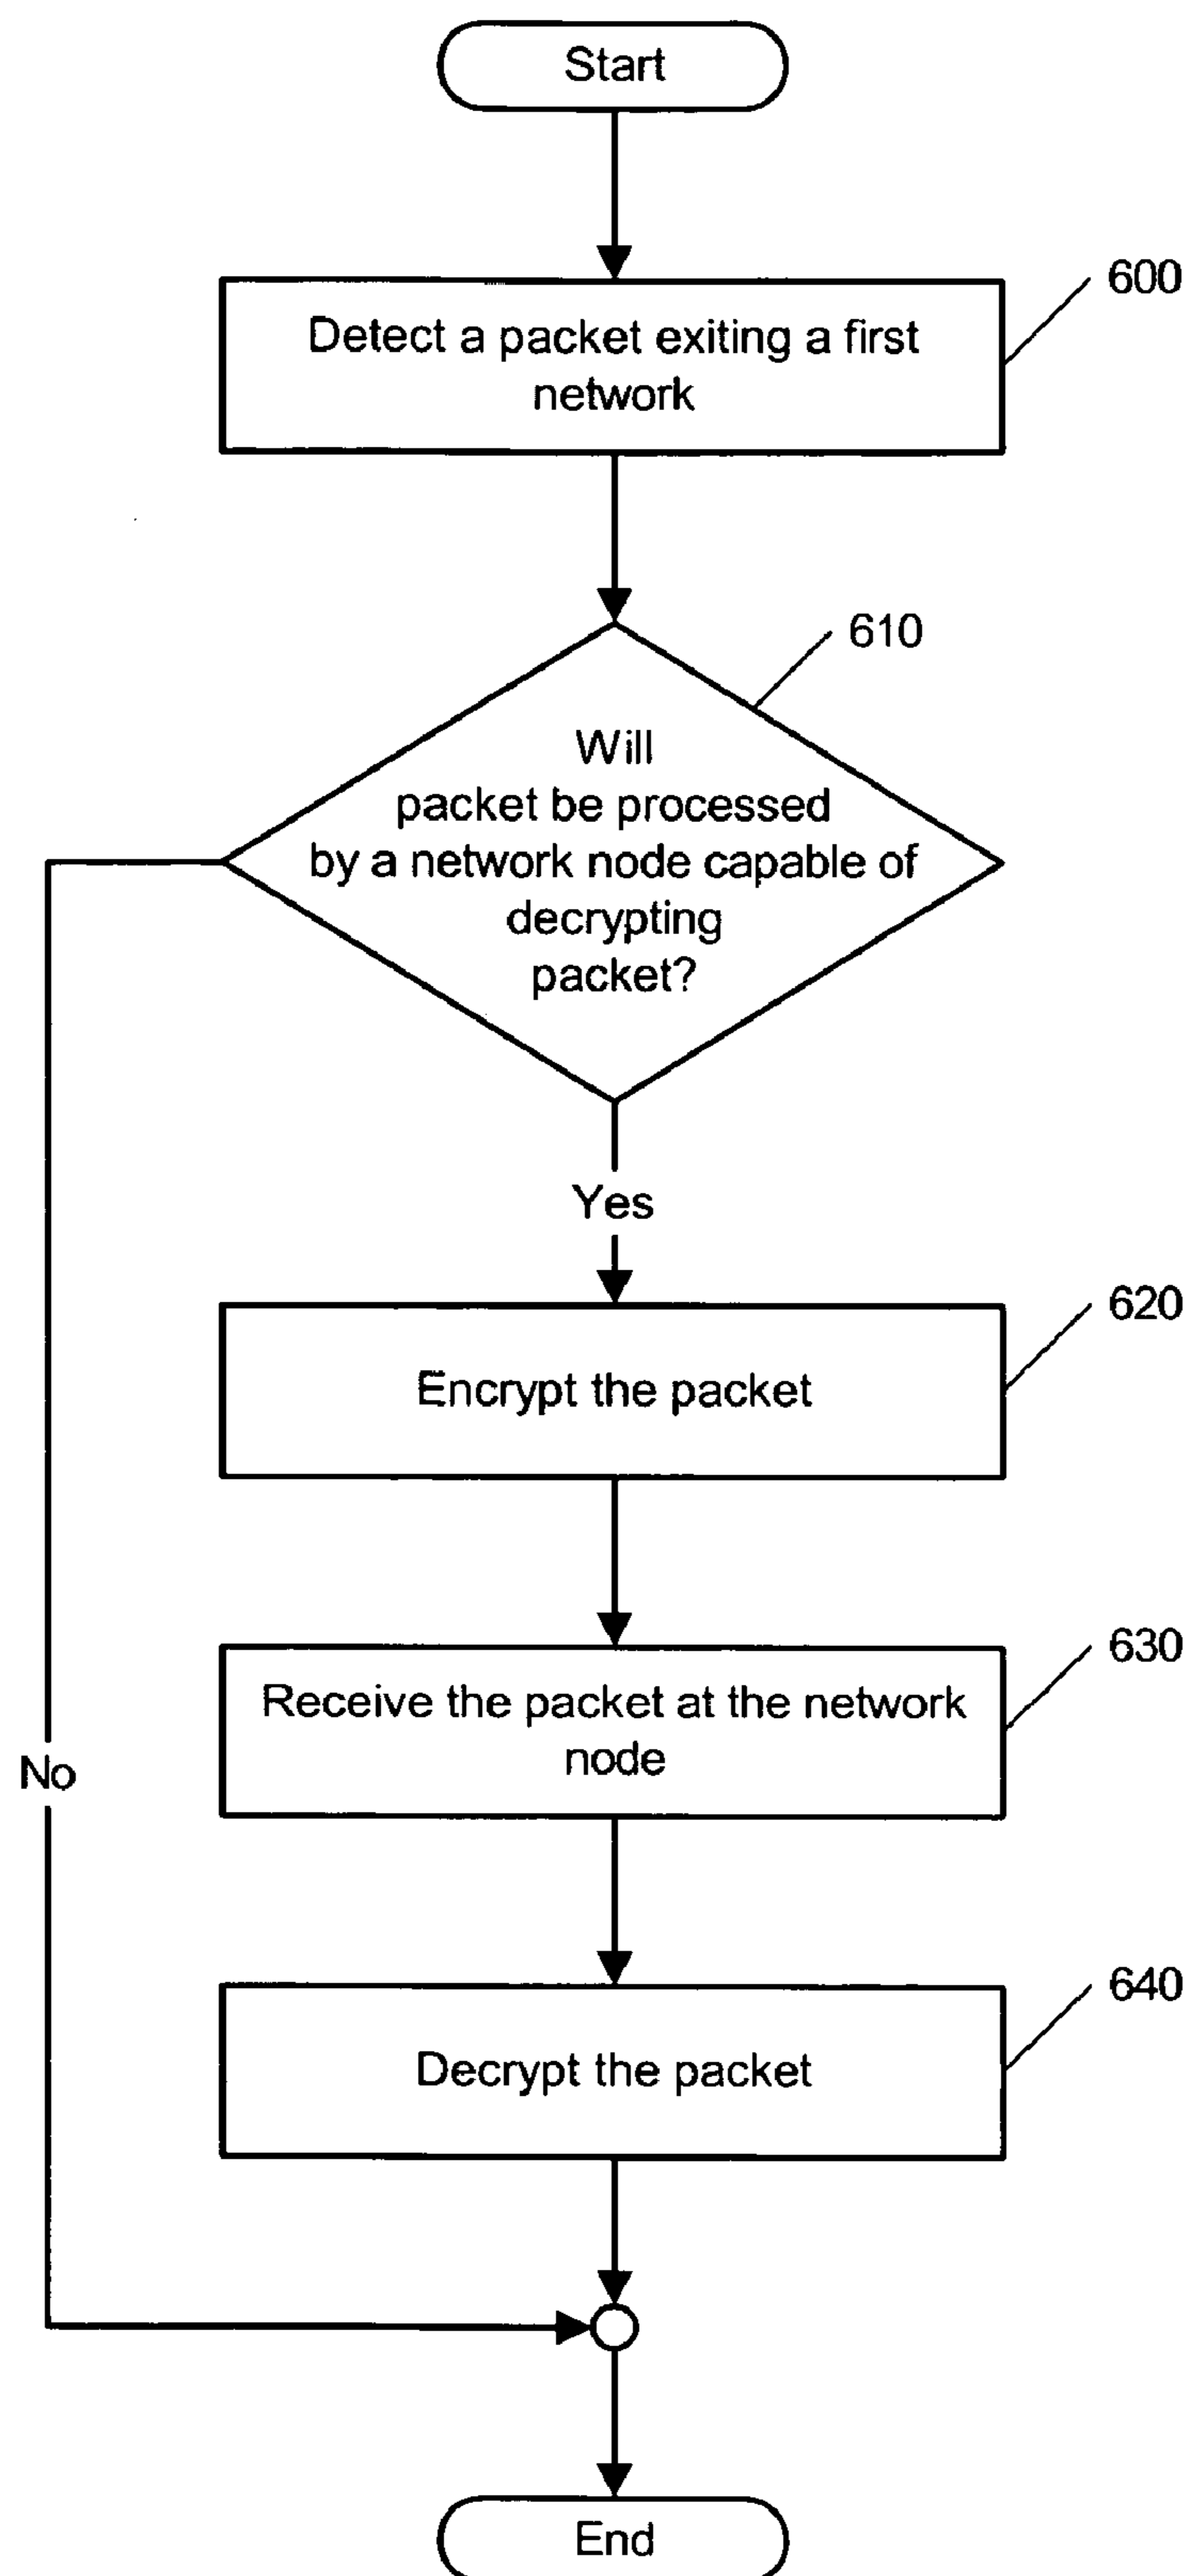 Start
600
Detect a packet exiting a first
network
610
Will
packet be processed
by a network node capable of
decrypting
packet?
Yes
620
Encrypt the packet
630
Receive the packet at the network
node
No
640
Decrypt the packet
End